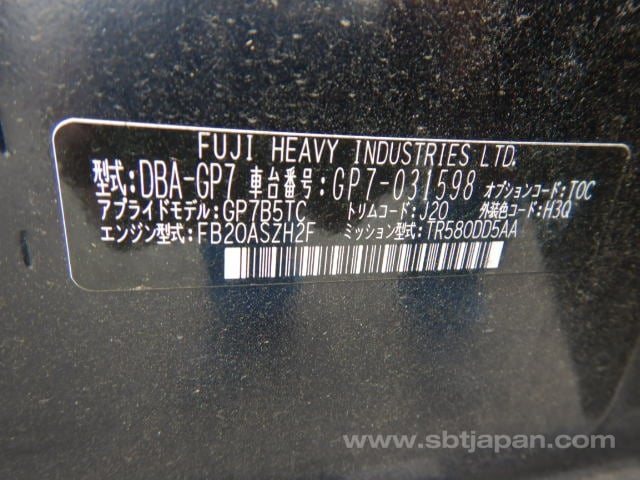 FUJI HEAVY INDUSTRIES LTD.
型式:DBA-GP7 車台番号:GP7-031598 オプションコード:TOC
アプライドモデル:GP7B5TC トリムコード:J20 外装色コード:H3Q
エンジン型式:FB20ASZH2F ミッション型式:TR580DD5AA
www.sbtjapan.com